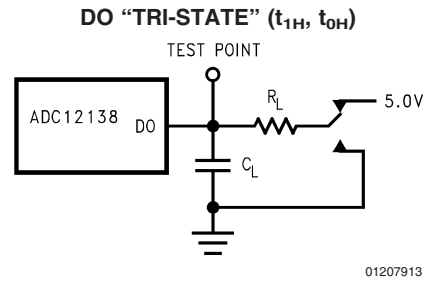 DO “TRI-STATE” (t1H, t0H)
TEST POINT
ADC12138
DO
RL
5.0V
CL
01207913